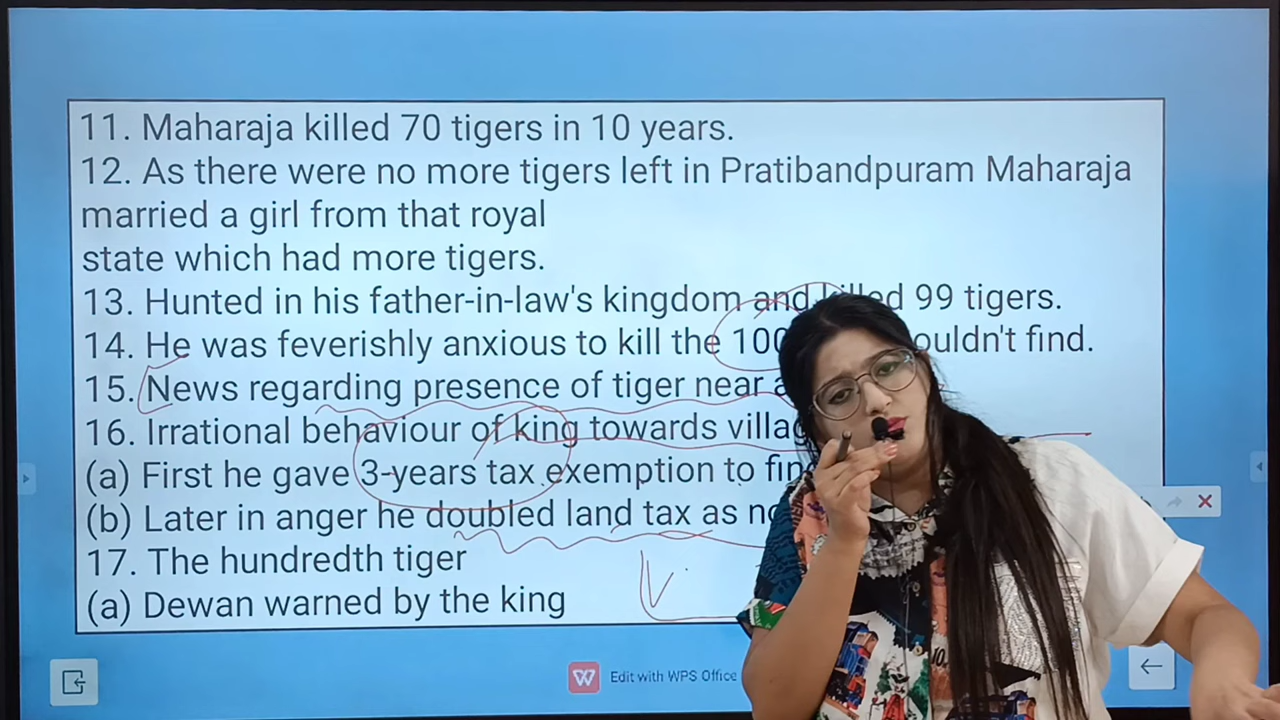 11. Maharaja killed 70 tigers in 10 years.
12. As there were no more tigers left in Pratibandpuram Maharaja
married a girl from that royal
state which had more tigers.
13. Hunted in his father-in-law's kingdom and killed 99 tigers.
14. He was feverishly anxious to kill the 100 find.
15. News regarding presence of tiger near
16. Irrational behaviour of king towards
(a) First he gave 3-years tax exemption to
(b) Later in anger he doubled land tax as
17. The hundredth tiger
(a) Dewan warned by the king
Edit with WPS Office